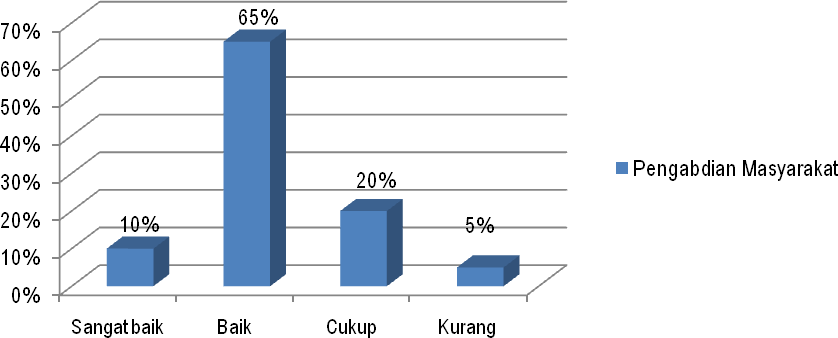 65%
70%
60%
50%
40%
30%
20%
10%
0%
10%
20%
5%
Sangat baik
Baik
Cukup
Kurang
Pengabdian Masyarakat